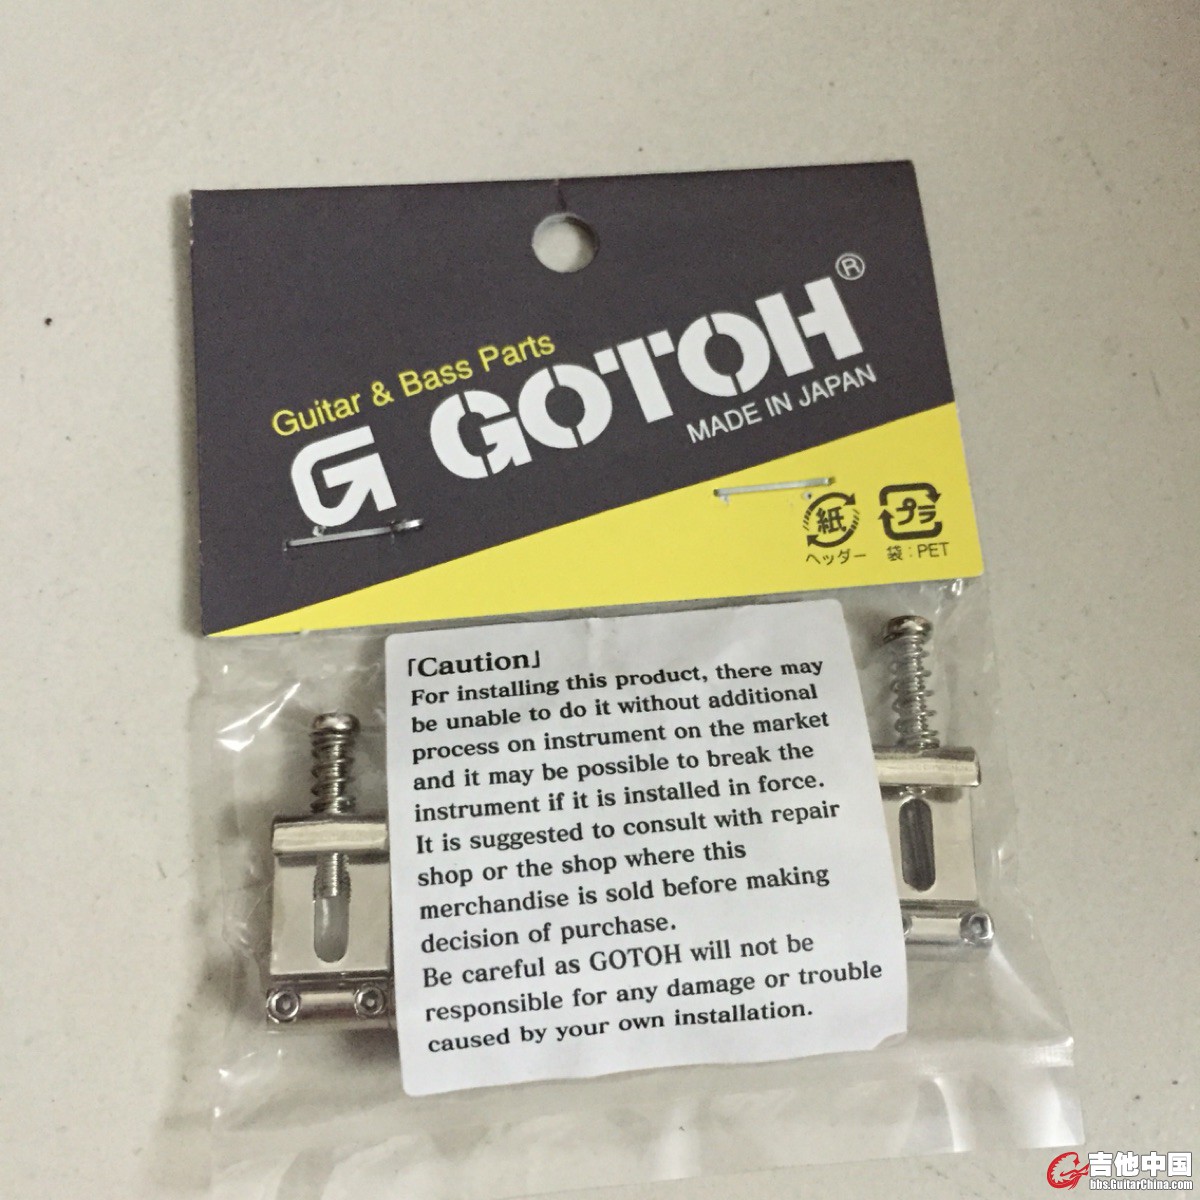 Guitar & Bass Parts
G GOTOH®
MADE IN JAPAN
紙
プラ
ヘッダー
袋:PET
「Caution」
For installing this product, there may
be unable to do it without additional
process on instrument on the market
and it may be possible to break the
instrument if it is installed in force.
It is suggested to consult with repair
shop or the shop where this
merchandise is sold before making
decision of purchase.
Be careful as GOTOH will not be
responsible for any damage or trouble
caused by your own installation.
吉他中国
bbs.GuitarChina.com